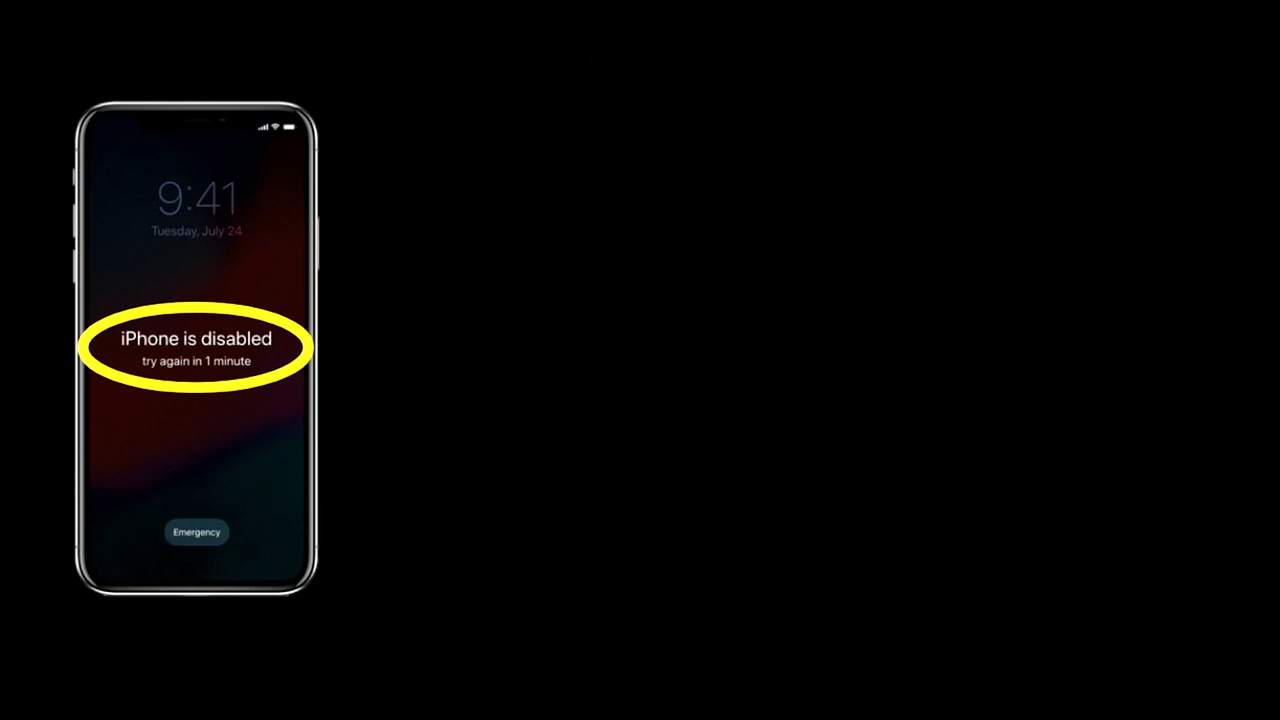 9:41
Tuesday, July 24
iPhone is disabled
try again in 1 minute
Emergency